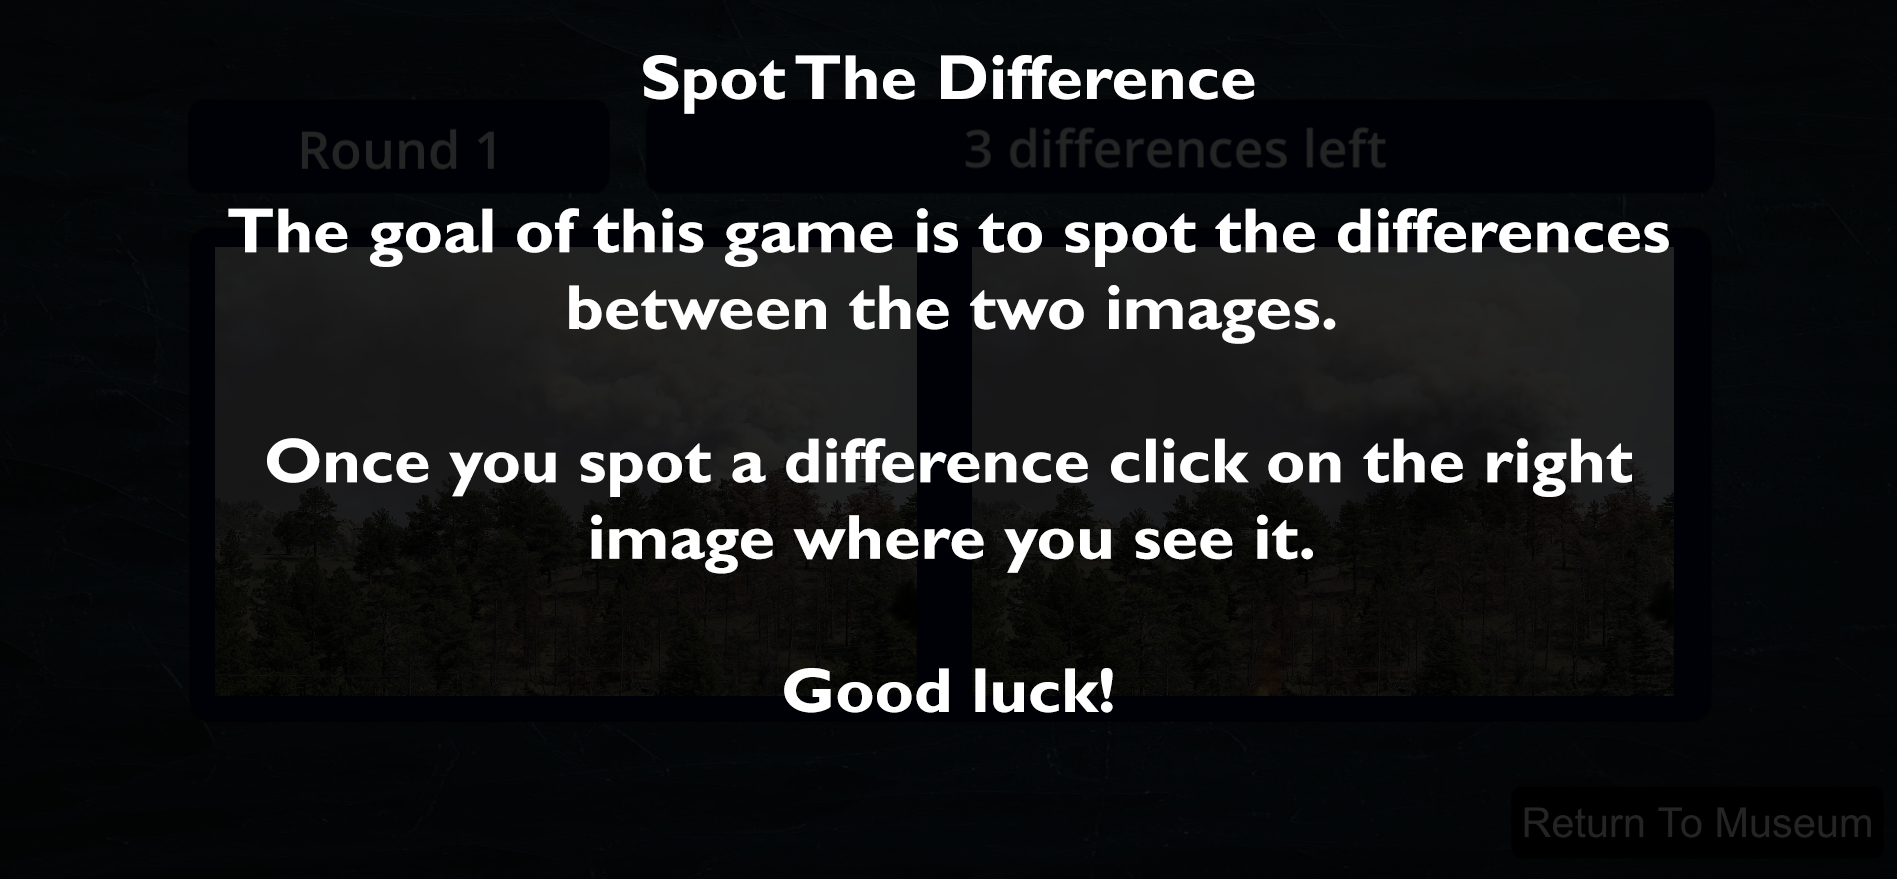 Spot The Difference
Round 1
3 differences left
The goal of this game is to spot the differences
between the two images.
Once you spot a difference click on the right
image where you see it.
Good luck!
Return To Museum